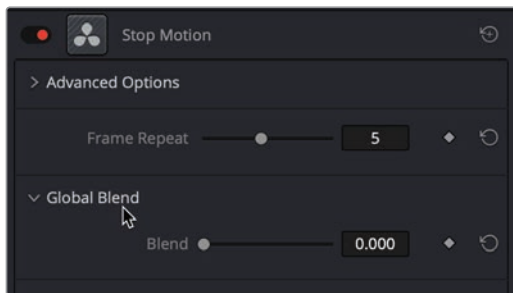 Stop Motion
Advanced Options
Frame Repeat 5
Global Blend
Blend 0.000